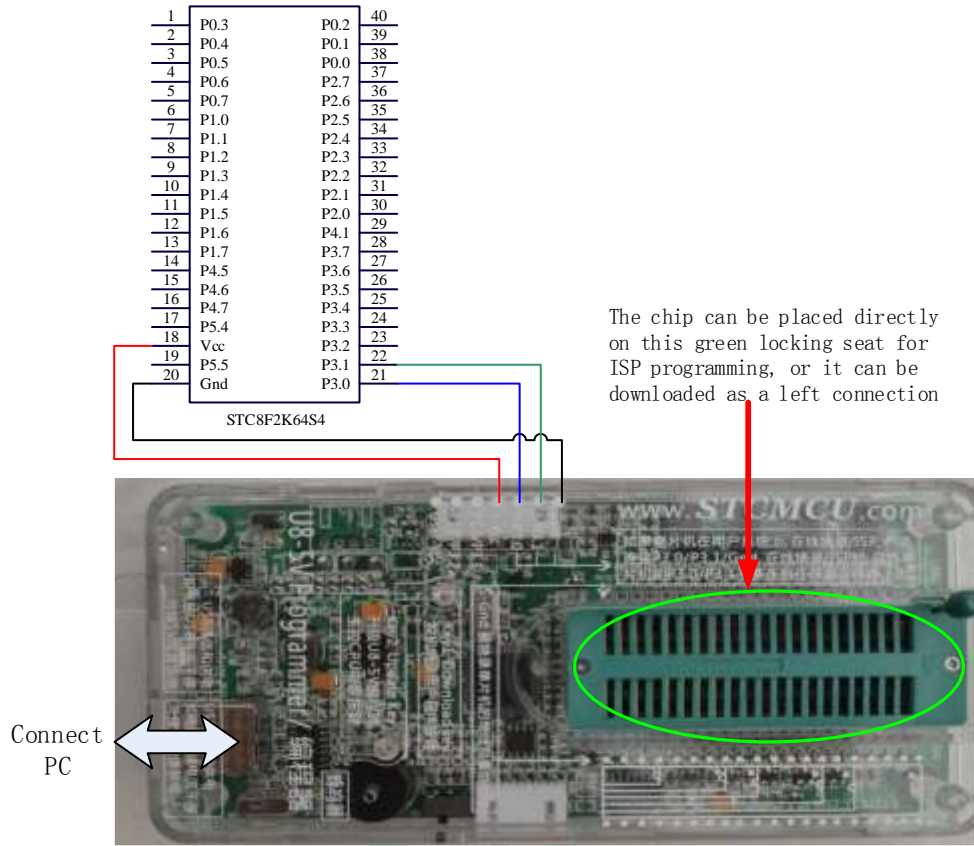 1 P0.3 P0.2 40
2 P0.4 P0.1 39
3 P0.5 P0.0 38
4 P0.6 P2.7 37
5 P0.7 P2.6 36
6 P1.0 P2.5 35
7 P1.1 P2.4 34
8 P1.2 P2.3 33
9 P1.3 P2.2 32
10 P1.4 P2.1 31
11 P1.5 P2.0 30
12 P1.6 P4.1 29
13 P1.7 P3.7 28
14 P4.5 P3.6 27
15 P4.6 P3.5 26
16 P4.7 P3.4 25
17 P5.4 P3.3 24
18 Vcc P3.2 23
19 P5.5 P3.1 22
20 Gnd P3.0 21
STC8F2K64S4
The chip can be placed directly
on this green locking seat for
ISP programming, or it can be
downloaded as a left connection
www.STCMCU.com
U8-5V Programmer/编程器
Connect
PC